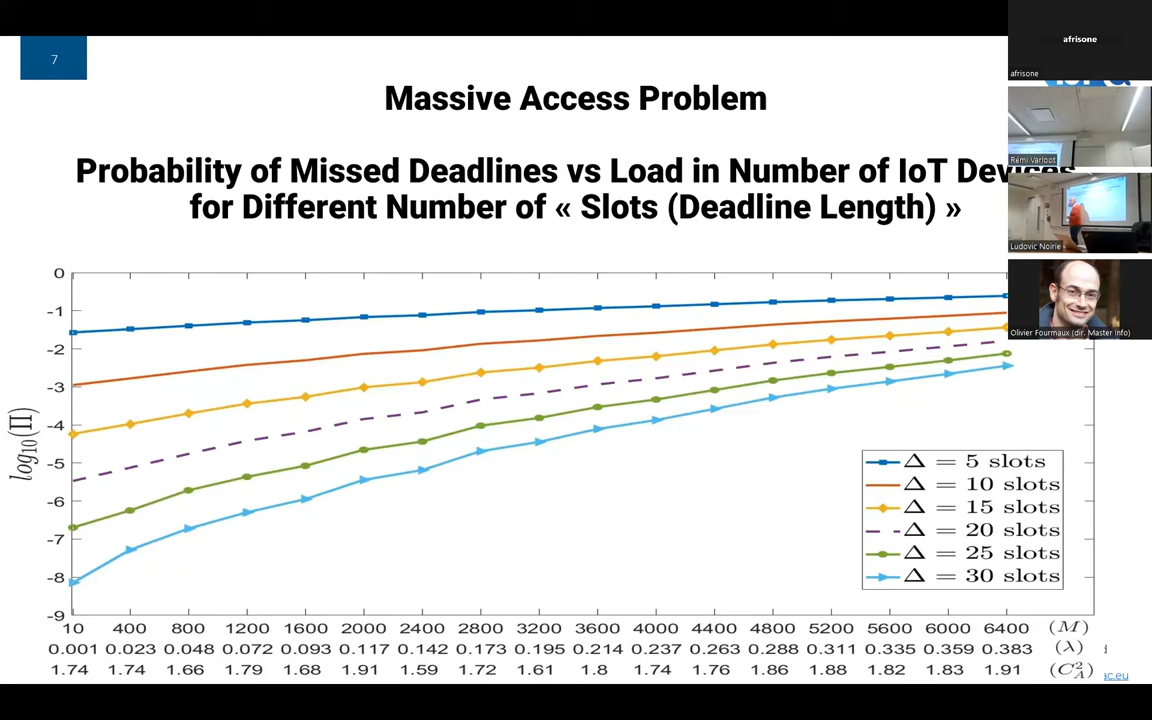 7
afrisone
afrisone
Massive Access Problem
Remi Varloot
Probability of Missed Deadlines vs Load in Number of IoT Devices
for Different Number of « Slots (Deadline Length) »
Ludovic Noirie
Olivier Fourmaux (dir. Master Info)
log₁₀(Π)
0
-1
-2
-3
-4
-5
-6
-7
-8
-9
Δ = 5 slots
Δ = 10 slots
Δ = 15 slots
Δ = 20 slots
Δ = 25 slots
Δ = 30 slots
10 400 800 1200 1600 2000 2400 2800 3200 3600 4000 4400 4800 5200 5600 6000 6400 (M)
0.001 0.023 0.048 0.072 0.093 0.117 0.142 0.173 0.195 0.214 0.237 0.263 0.288 0.311 0.335 0.359 0.383 (λ)
1.74 1.74 1.66 1.79 1.68 1.91 1.59 1.72 1.61 1.8 1.74 1.76 1.86 1.88 1.82 1.83 1.91 (C²_A)
ac.eu